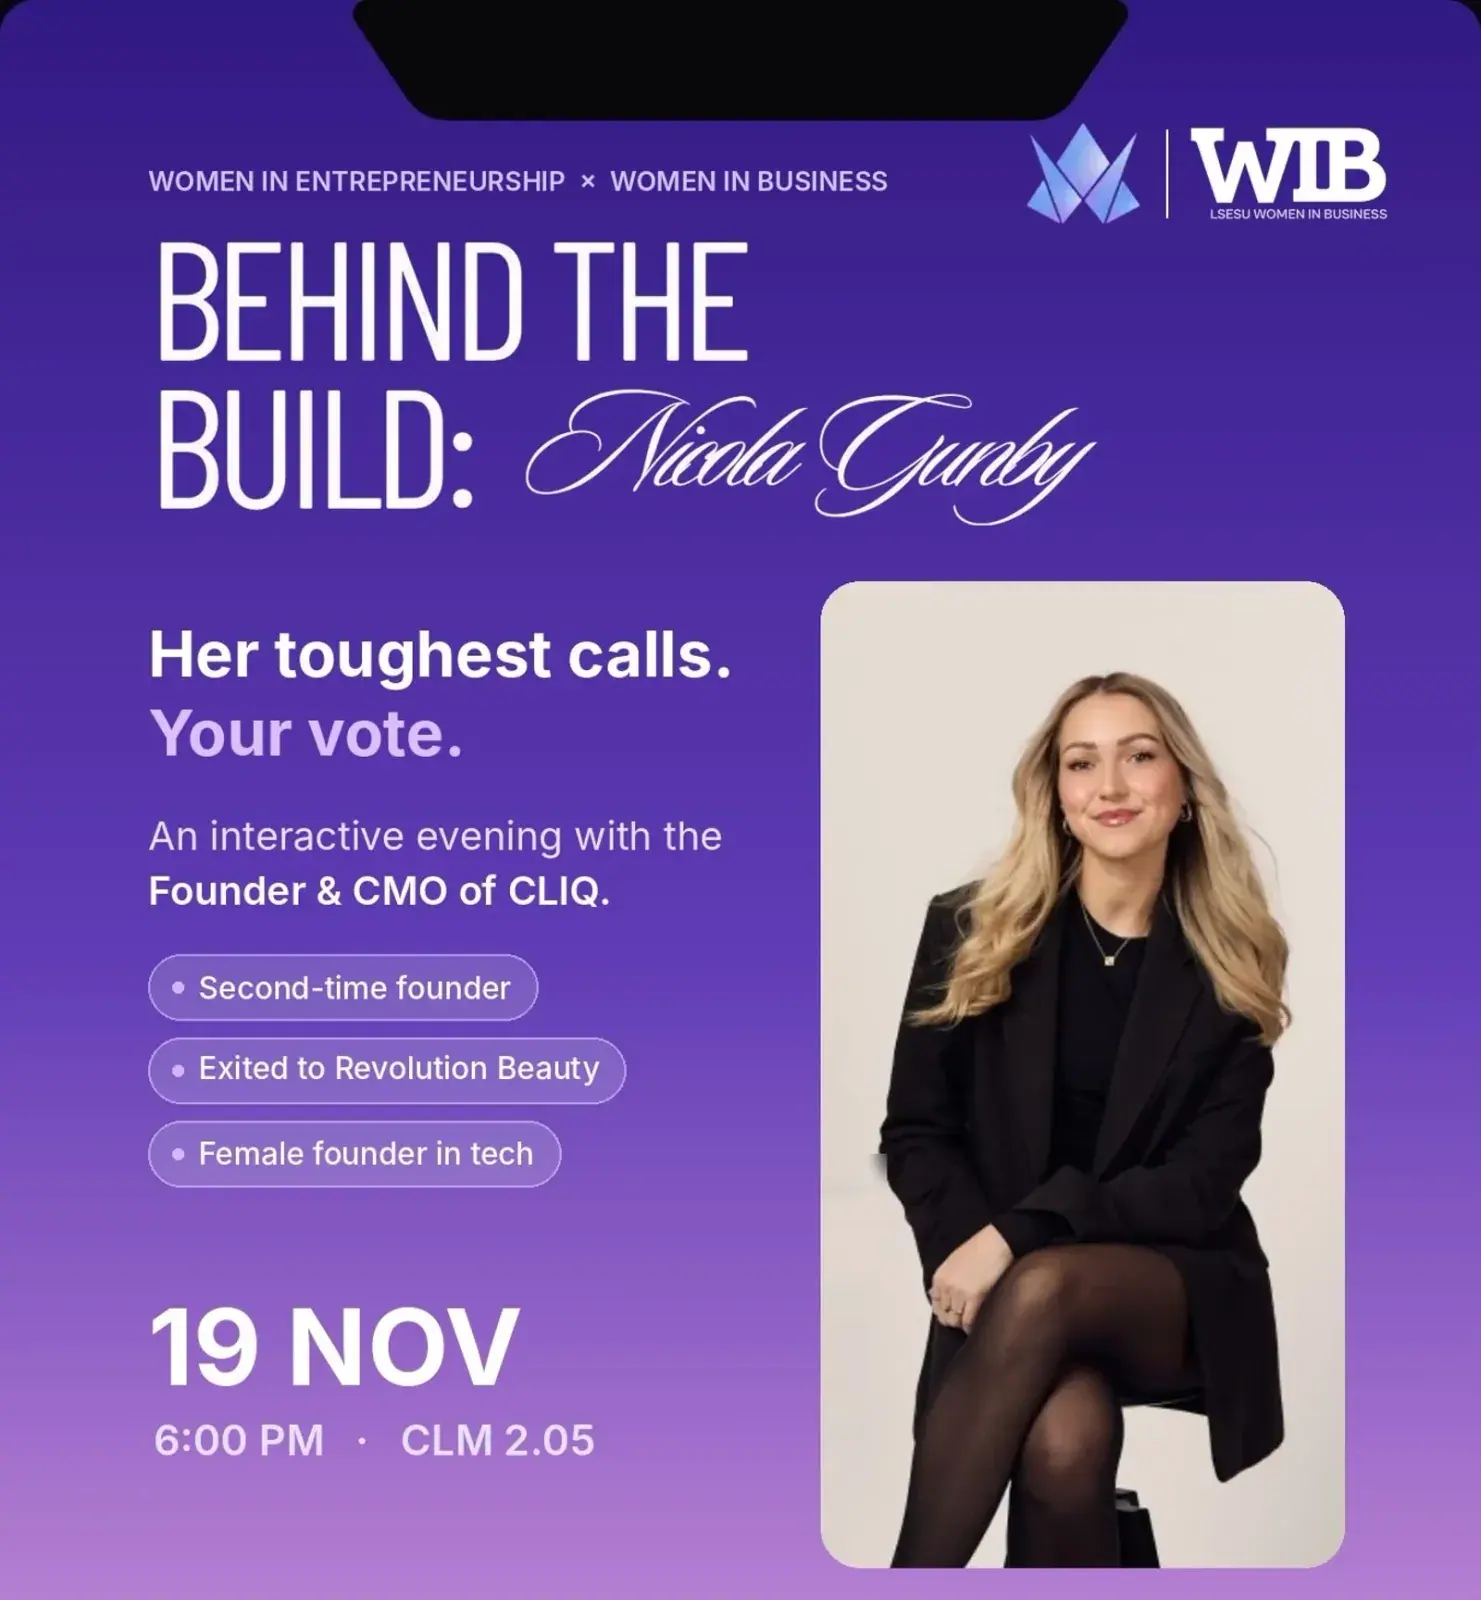 WOMEN IN ENTREPRENEURSHIP × WOMEN IN BUSINESS
WIB
LSESU WOMEN IN BUSINESS
BEHIND THE
BUILD: Nicola Gunby
Her toughest calls.
Your vote.
An interactive evening with the
Founder & CMO of CLIQ.
• Second-time founder
• Exited to Revolution Beauty
• Female founder in tech
19 NOV
6:00 PM · CLM 2.05